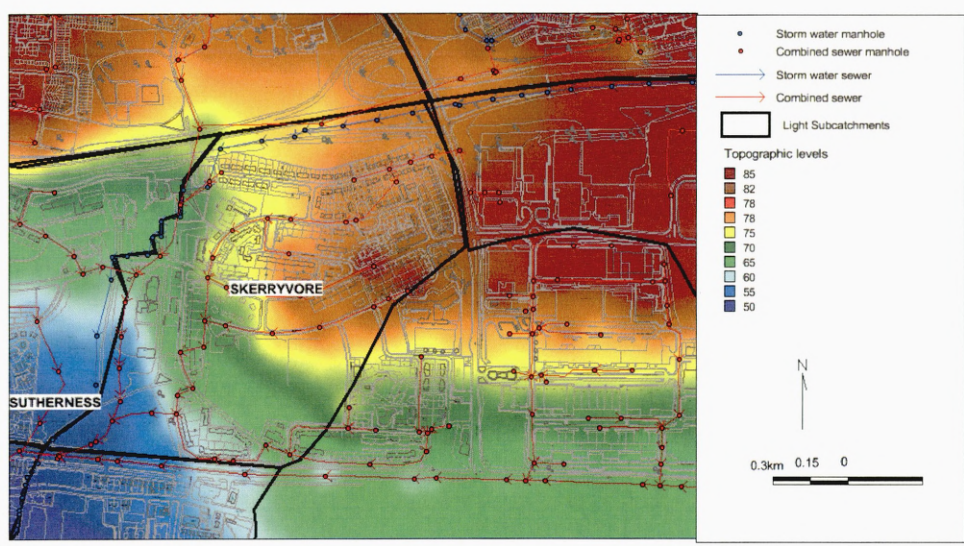 SKERRYVORE
SUTHERNESS
Storm water manhole
Combined sewer manhole
Storm water sewer
Combined sewer
Light Subcatchments
Topographic levels
85
82
78
78
75
70
65
60
55
50
N
0.3km 0.15 0